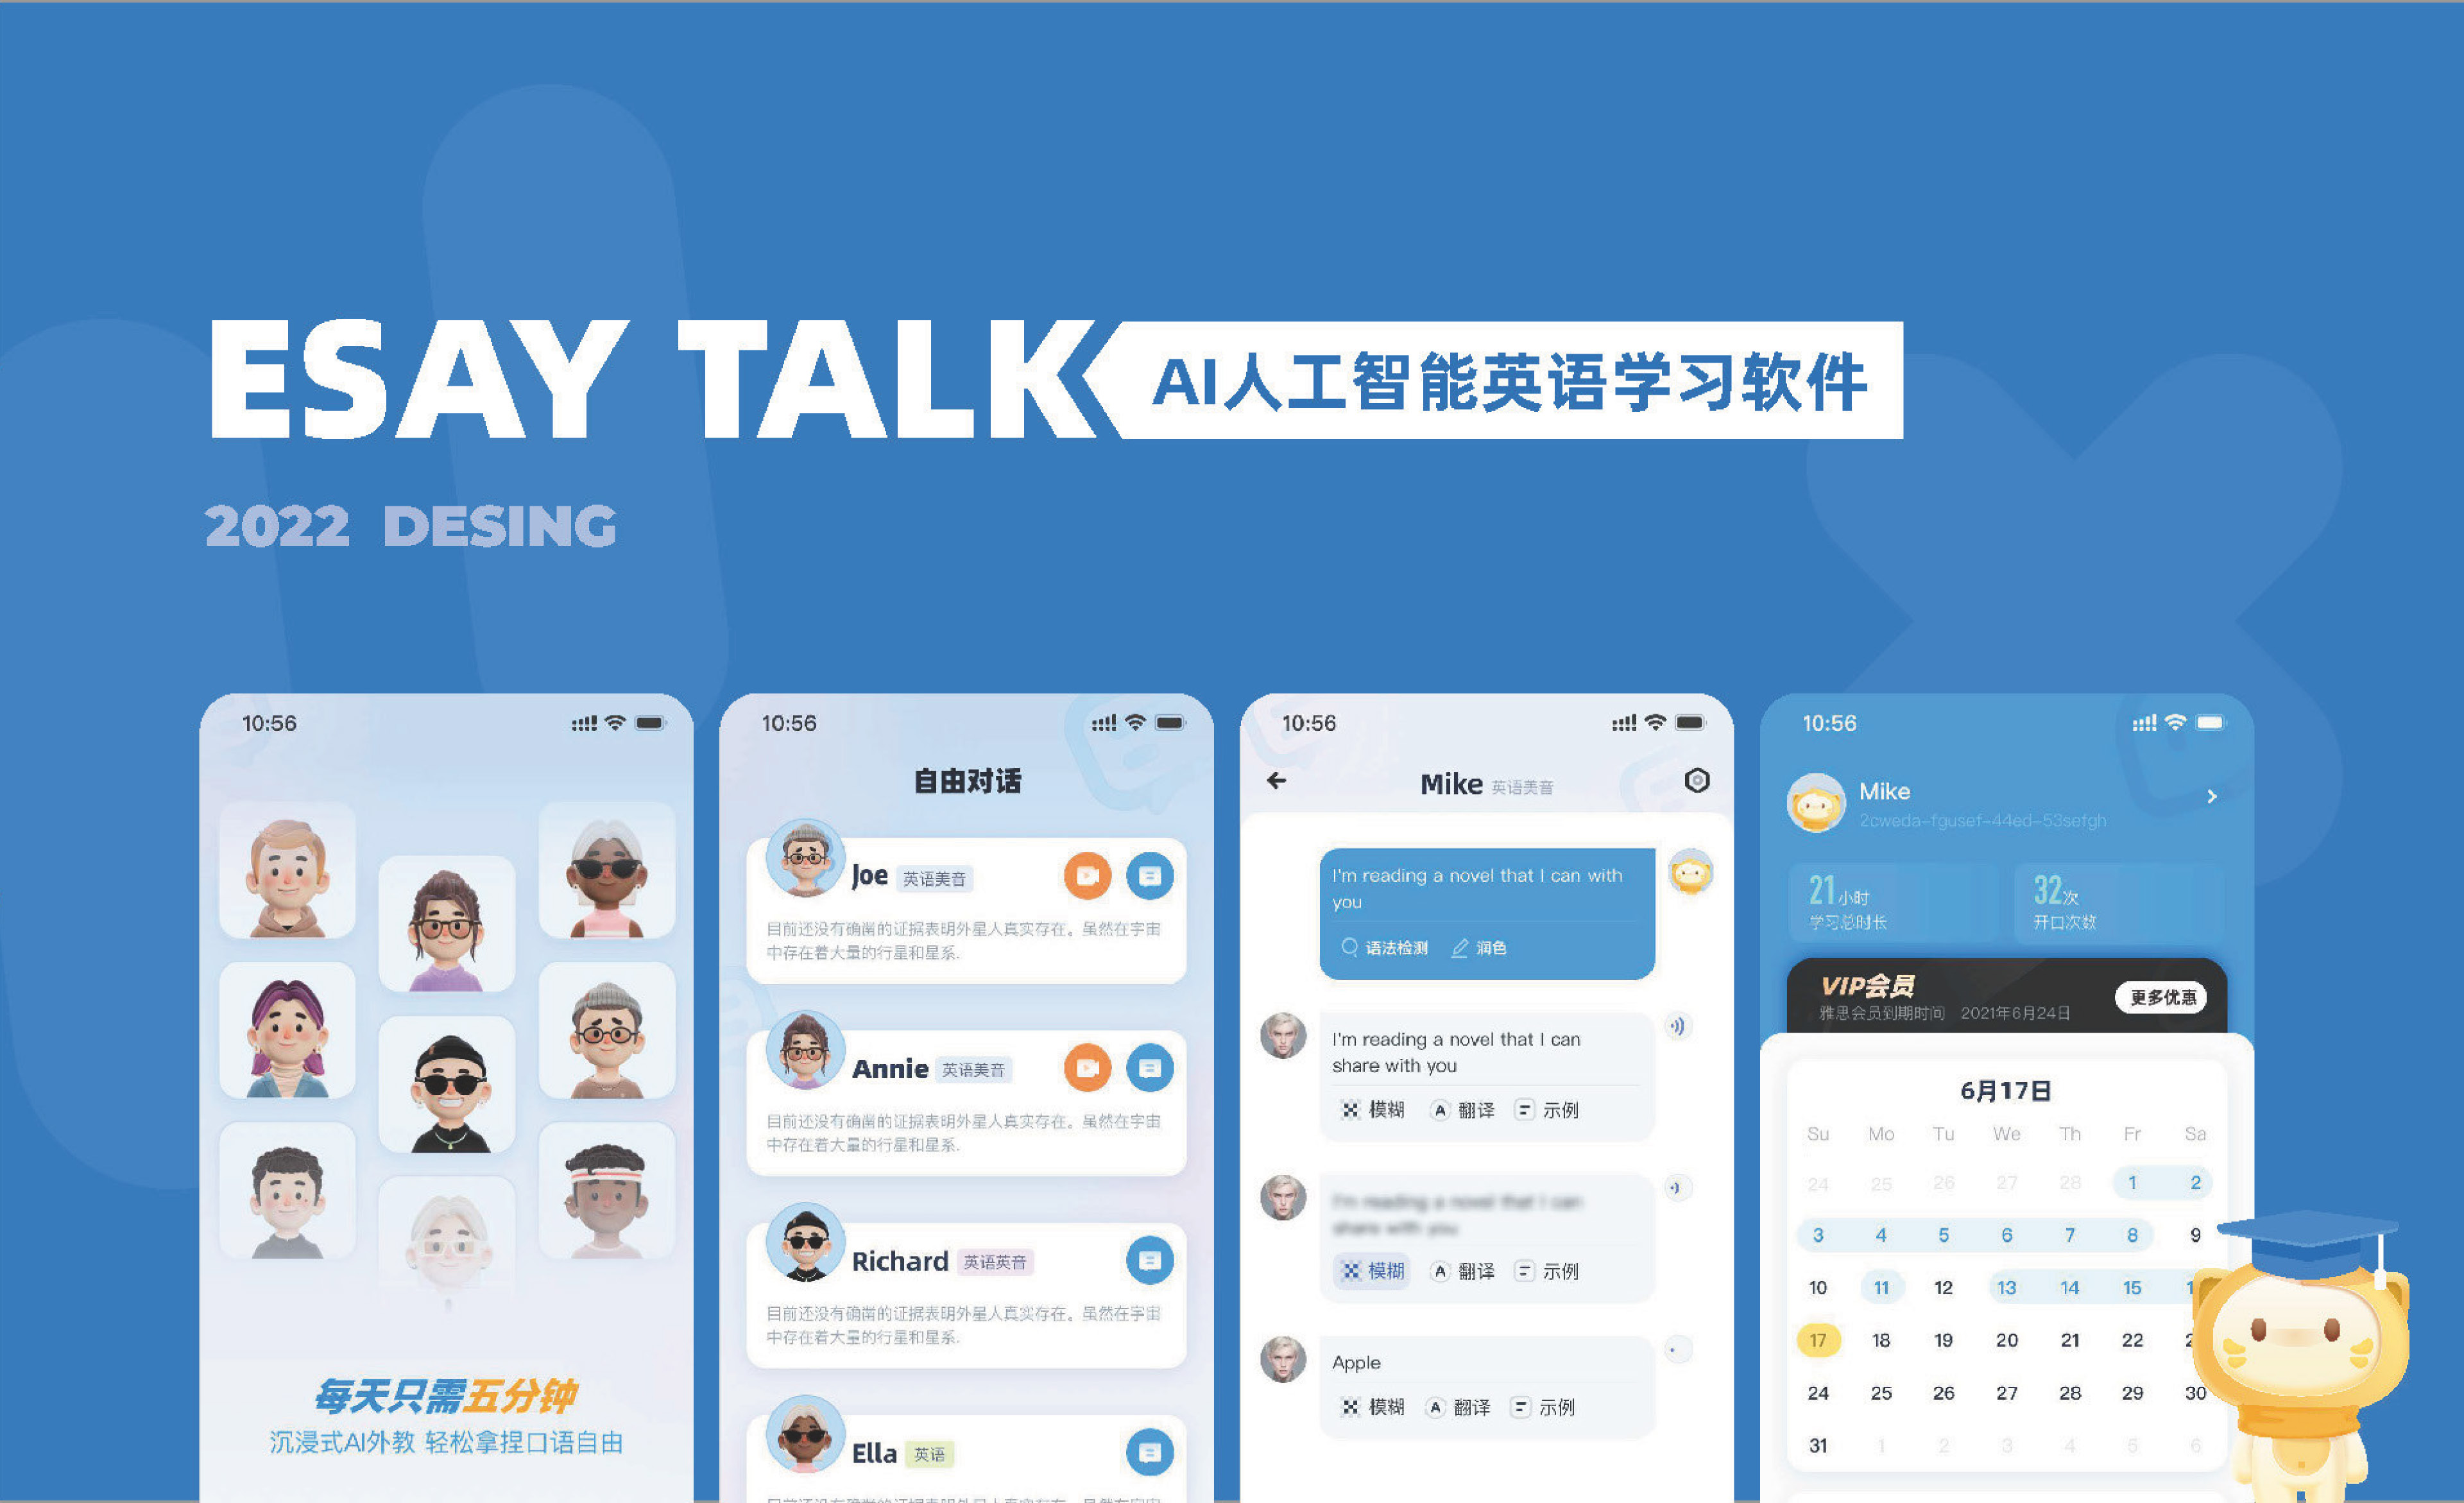 ESAY TALK
AI人工智能英语学习软件
2022 DESING
10:56
每天只需五分钟
沉浸式AI外教 轻松拿捏口语自由
10:56
自由对话
Joe 英语美音
目前还没有确凿的证据表明外星人真实存在。虽然在宇宙
中存在着大量的行星和星系.
Annie 英语美音
目前还没有确凿的证据表明外星人真实存在。虽然在宇宙
中存在着大量的行星和星系.
Richard 英语英音
目前还没有确凿的证据表明外星人真实存在。虽然在宇宙
中存在着大量的行星和星系.
Ella 英语
10:56
Mike 英语美音
I'm reading a novel that I can with
you
语法检测 润色
I'm reading a novel that I can
share with you
模糊 A 翻译 示例
I'm reading a novel that I can
share with you
模糊 A 翻译 示例
Apple
模糊 A 翻译 示例
10:56
Mike
2cweda-fgusef-44ed-53sefgh
21小时
学习总时长
32次
开口次数
VIP会员
雅思会员到期时间 2021年6月24日
更多优惠
6月17日
Su Mo Tu We Th Fr Sa
24 25 26 27 28 1 2
3 4 5 6 7 8 9
10 11 12 13 14 15
17 18 19 20 21 22
24 25 26 27 28 29 30
31 1 2 3 4 5 6